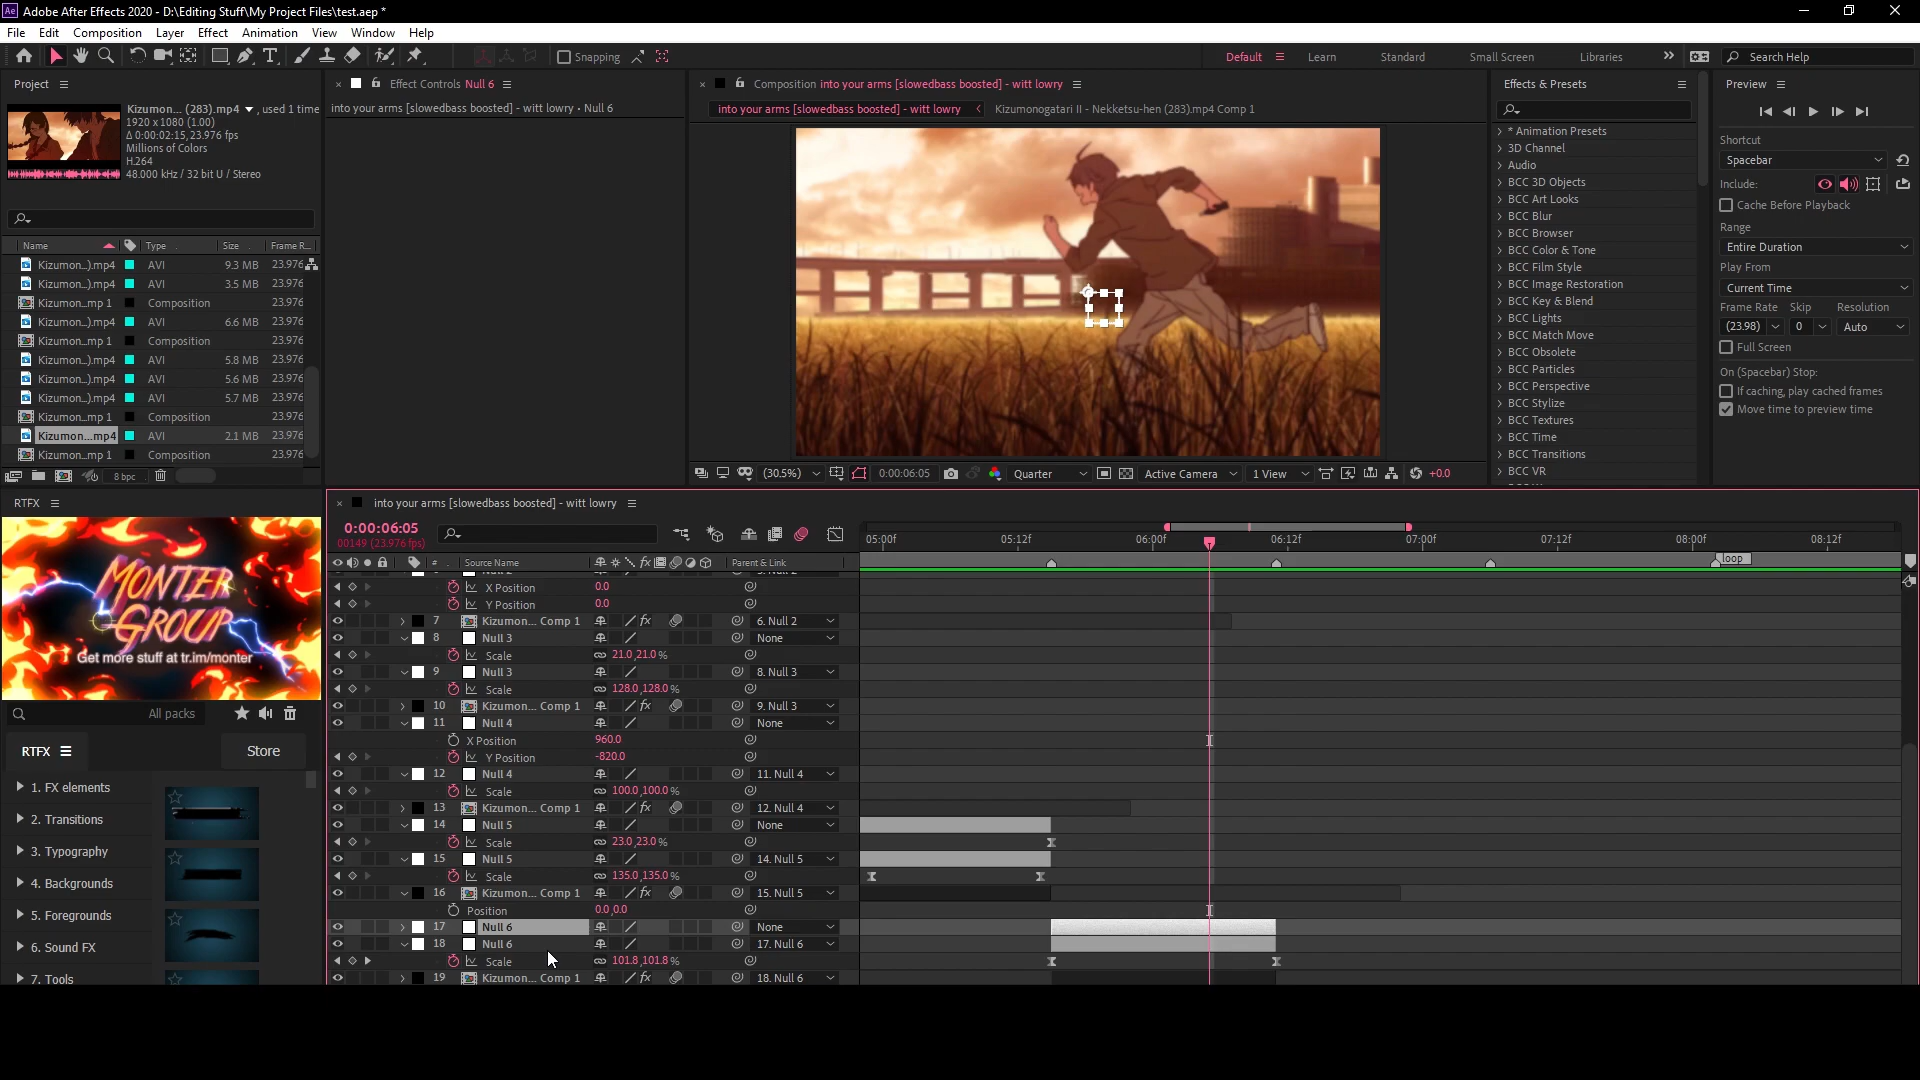 Ae Adobe After Effects 2020 - D:\Editing Stuff\My Project Files\test.aep *
File Edit Composition Layer Effect Animation View Window Help
Snapping Default Learn Standard Small Screen Libraries Search Help
Project
Kizumon... (283).mp4 , used 1 time
1920 x 1080 (1.00)
Δ 0:00:02:15, 23.976 fps
Millions of Colors
H.264
48.000 kHz / 32 bit U / Stereo
Name Type Size Frame R...
Kizumon...).mp4 AVI 9.3 MB 23.976
Kizumon...).mp4 AVI 3.5 MB 23.976
Kizumon...mp 1 Composition 23.976
Kizumon...).mp4 AVI 6.6 MB 23.976
Kizumon...mp 1 Composition 23.976
Kizumon...).mp4 AVI 5.8 MB 23.976
Kizumon...).mp4 AVI 5.6 MB 23.976
Kizumon...).mp4 AVI 5.7 MB 23.976
Kizumon...mp 1 Composition 23.976
Kizumon...mp4 AVI 2.1 MB 23.976
Kizumon...mp 1 Composition 23.976
8 bpc
Effect Controls Null 6
into your arms [slowedbass boosted] - witt lowry • Null 6
Composition into your arms [slowedbass boosted] - witt lowry
into your arms [slowedbass boosted] - witt lowry Kizumonogatari II - Nekketsu-hen (283).mp4 Comp 1
(30.5%) 0:00:06:05 Quarter Active Camera 1 View +0.0
Effects & Presets
* Animation Presets
3D Channel
Audio
BCC 3D Objects
BCC Art Looks
BCC Blur
BCC Browser
BCC Color & Tone
BCC Film Style
BCC Image Restoration
BCC Key & Blend
BCC Lights
BCC Match Move
BCC Obsolete
BCC Particles
BCC Perspective
BCC Stylize
BCC Textures
BCC Time
BCC Transitions
BCC VR
Preview
Shortcut
Spacebar
Include:
Cache Before Playback
Range
Entire Duration
Play From
Current Time
Frame Rate Skip Resolution
(23.98) 0 Auto
Full Screen
On (Spacebar) Stop:
If caching, play cached frames
Move time to preview time
RTFX
MONTER
GROUP
Get more stuff at tr.im/monter
All packs
RTFX Store
1. FX elements
2. Transitions
3. Typography
4. Backgrounds
5. Foregrounds
6. Sound FX
7. Tools
into your arms [slowedbass boosted] - witt lowry
0:00:06:05
00149 (23.976 fps)
05:00f 05:12f 06:00f 06:12f 07:00f 07:12f 08:00f 08:12f
loop
# Source Name fx Parent & Link
X Position 0.0
Y Position 0.0
7 Kizumon... Comp 1 fx 6. Null 2
8 Null 3 None
Scale 21.0,21.0 %
9 Null 3 8. Null 3
Scale 128.0,128.0 %
10 Kizumon... Comp 1 fx 9. Null 3
11 Null 4 None
X Position 960.0
Y Position -820.0
12 Null 4 11. Null 4
Scale 100.0,100.0 %
13 Kizumon... Comp 1 fx 12. Null 4
14 Null 5 None
Scale 23.0,23.0 %
15 Null 5 14. Null 5
Scale 135.0,135.0 %
16 Kizumon... Comp 1 fx 15. Null 5
Position 0.0,0.0
17 Null 6 None
18 Null 6 17. Null 6
Scale 101.8,101.8 %
19 Kizumon... Comp 1 fx 18. Null 6